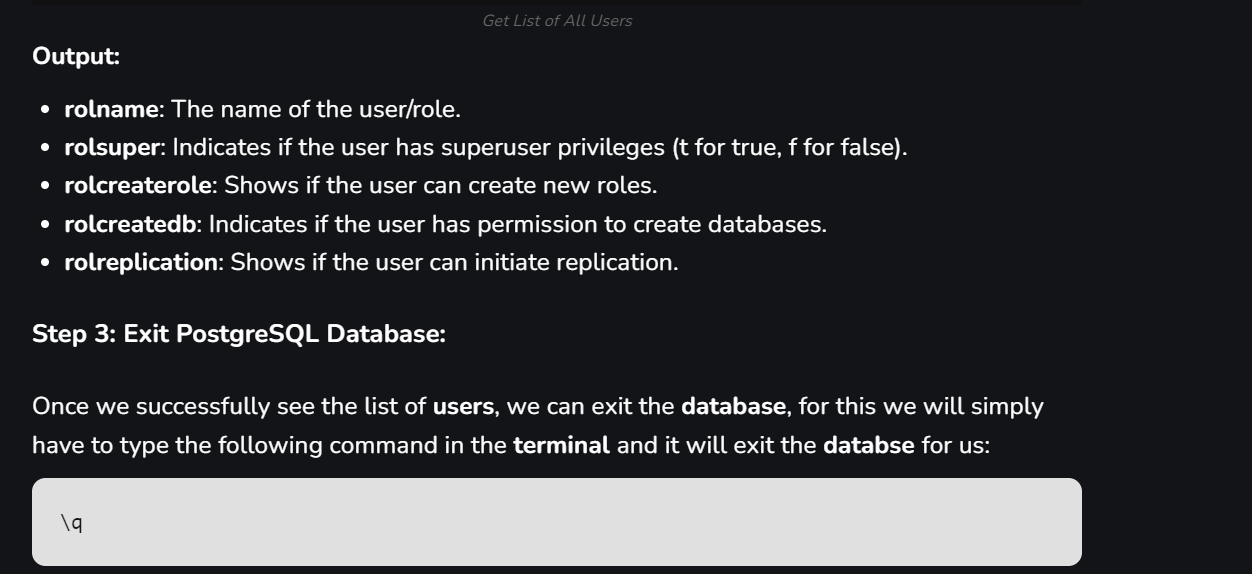 Get List of All Users
Output:
rolname: The name of the user/role.
rolsuper: Indicates if the user has superuser privileges (t for true, f for false).
rolcreaterole: Shows if the user can create new roles.
rolcreatedb: Indicates if the user has permission to create databases.
rolreplication: Shows if the user can initiate replication.
Step 3: Exit PostgreSQL Database:
Once we successfully see the list of users, we can exit the database, for this we will simply
have to type the following command in the terminal and it will exit the databse for us:
\q